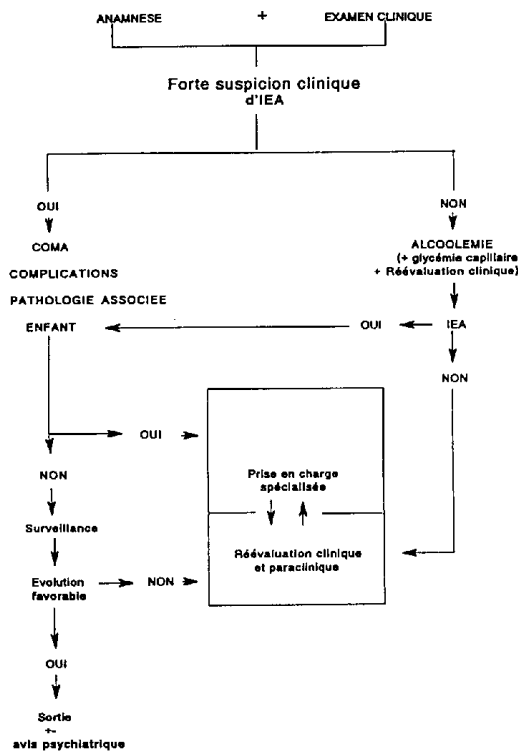 ANAMNESE + EXAMEN CLINIQUE
Forte suspicion clinique
d'IEA
OUI
NON
COMA
ALCOOLEMIE
(+ glycémie capillaire
+ Réévaluation clinique)
COMPLICATIONS
PATHOLOGIE ASSOCIEE
ENFANT
OUI
IEA
NON
OUI
NON
Prise en charge
spécialisée
Surveillance
Réévaluation clinique
et paraclinique
Evolution
favorable
NON
OUI
Sortie
+-
avis psychiatrique